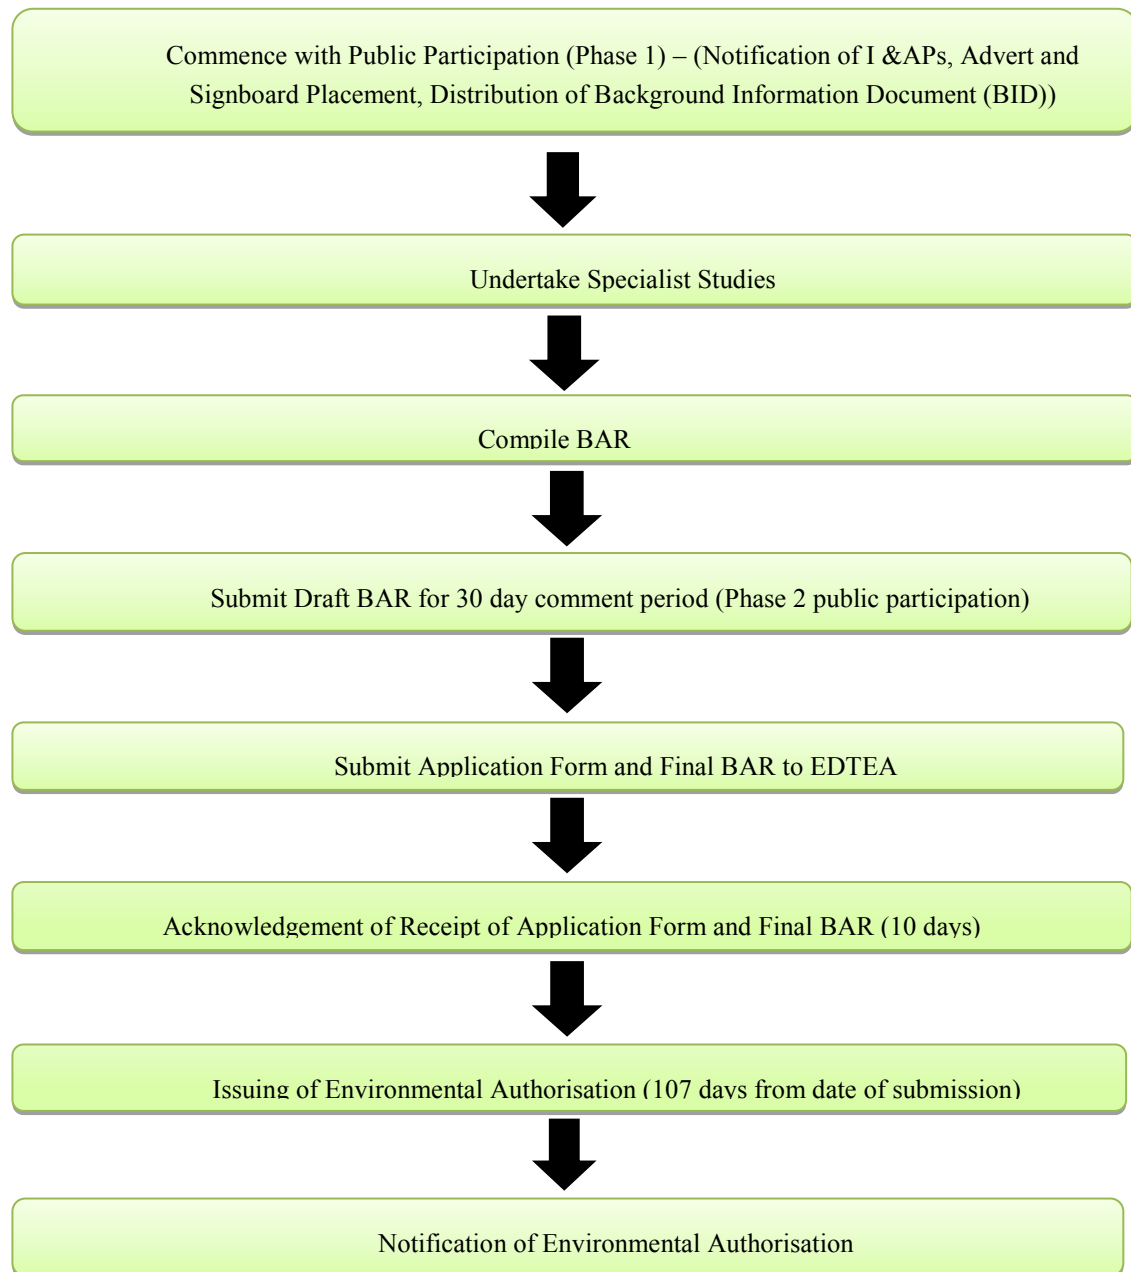 Commence with Public Participation (Phase 1) – (Notification of I &APs, Advert and
Signboard Placement, Distribution of Background Information Document (BID))
Undertake Specialist Studies
Compile BAR
Submit Draft BAR for 30 day comment period (Phase 2 public participation)
Submit Application Form and Final BAR to EDTEA
Acknowledgement of Receipt of Application Form and Final BAR (10 days)
Issuing of Environmental Authorisation (107 days from date of submission)
Notification of Environmental Authorisation